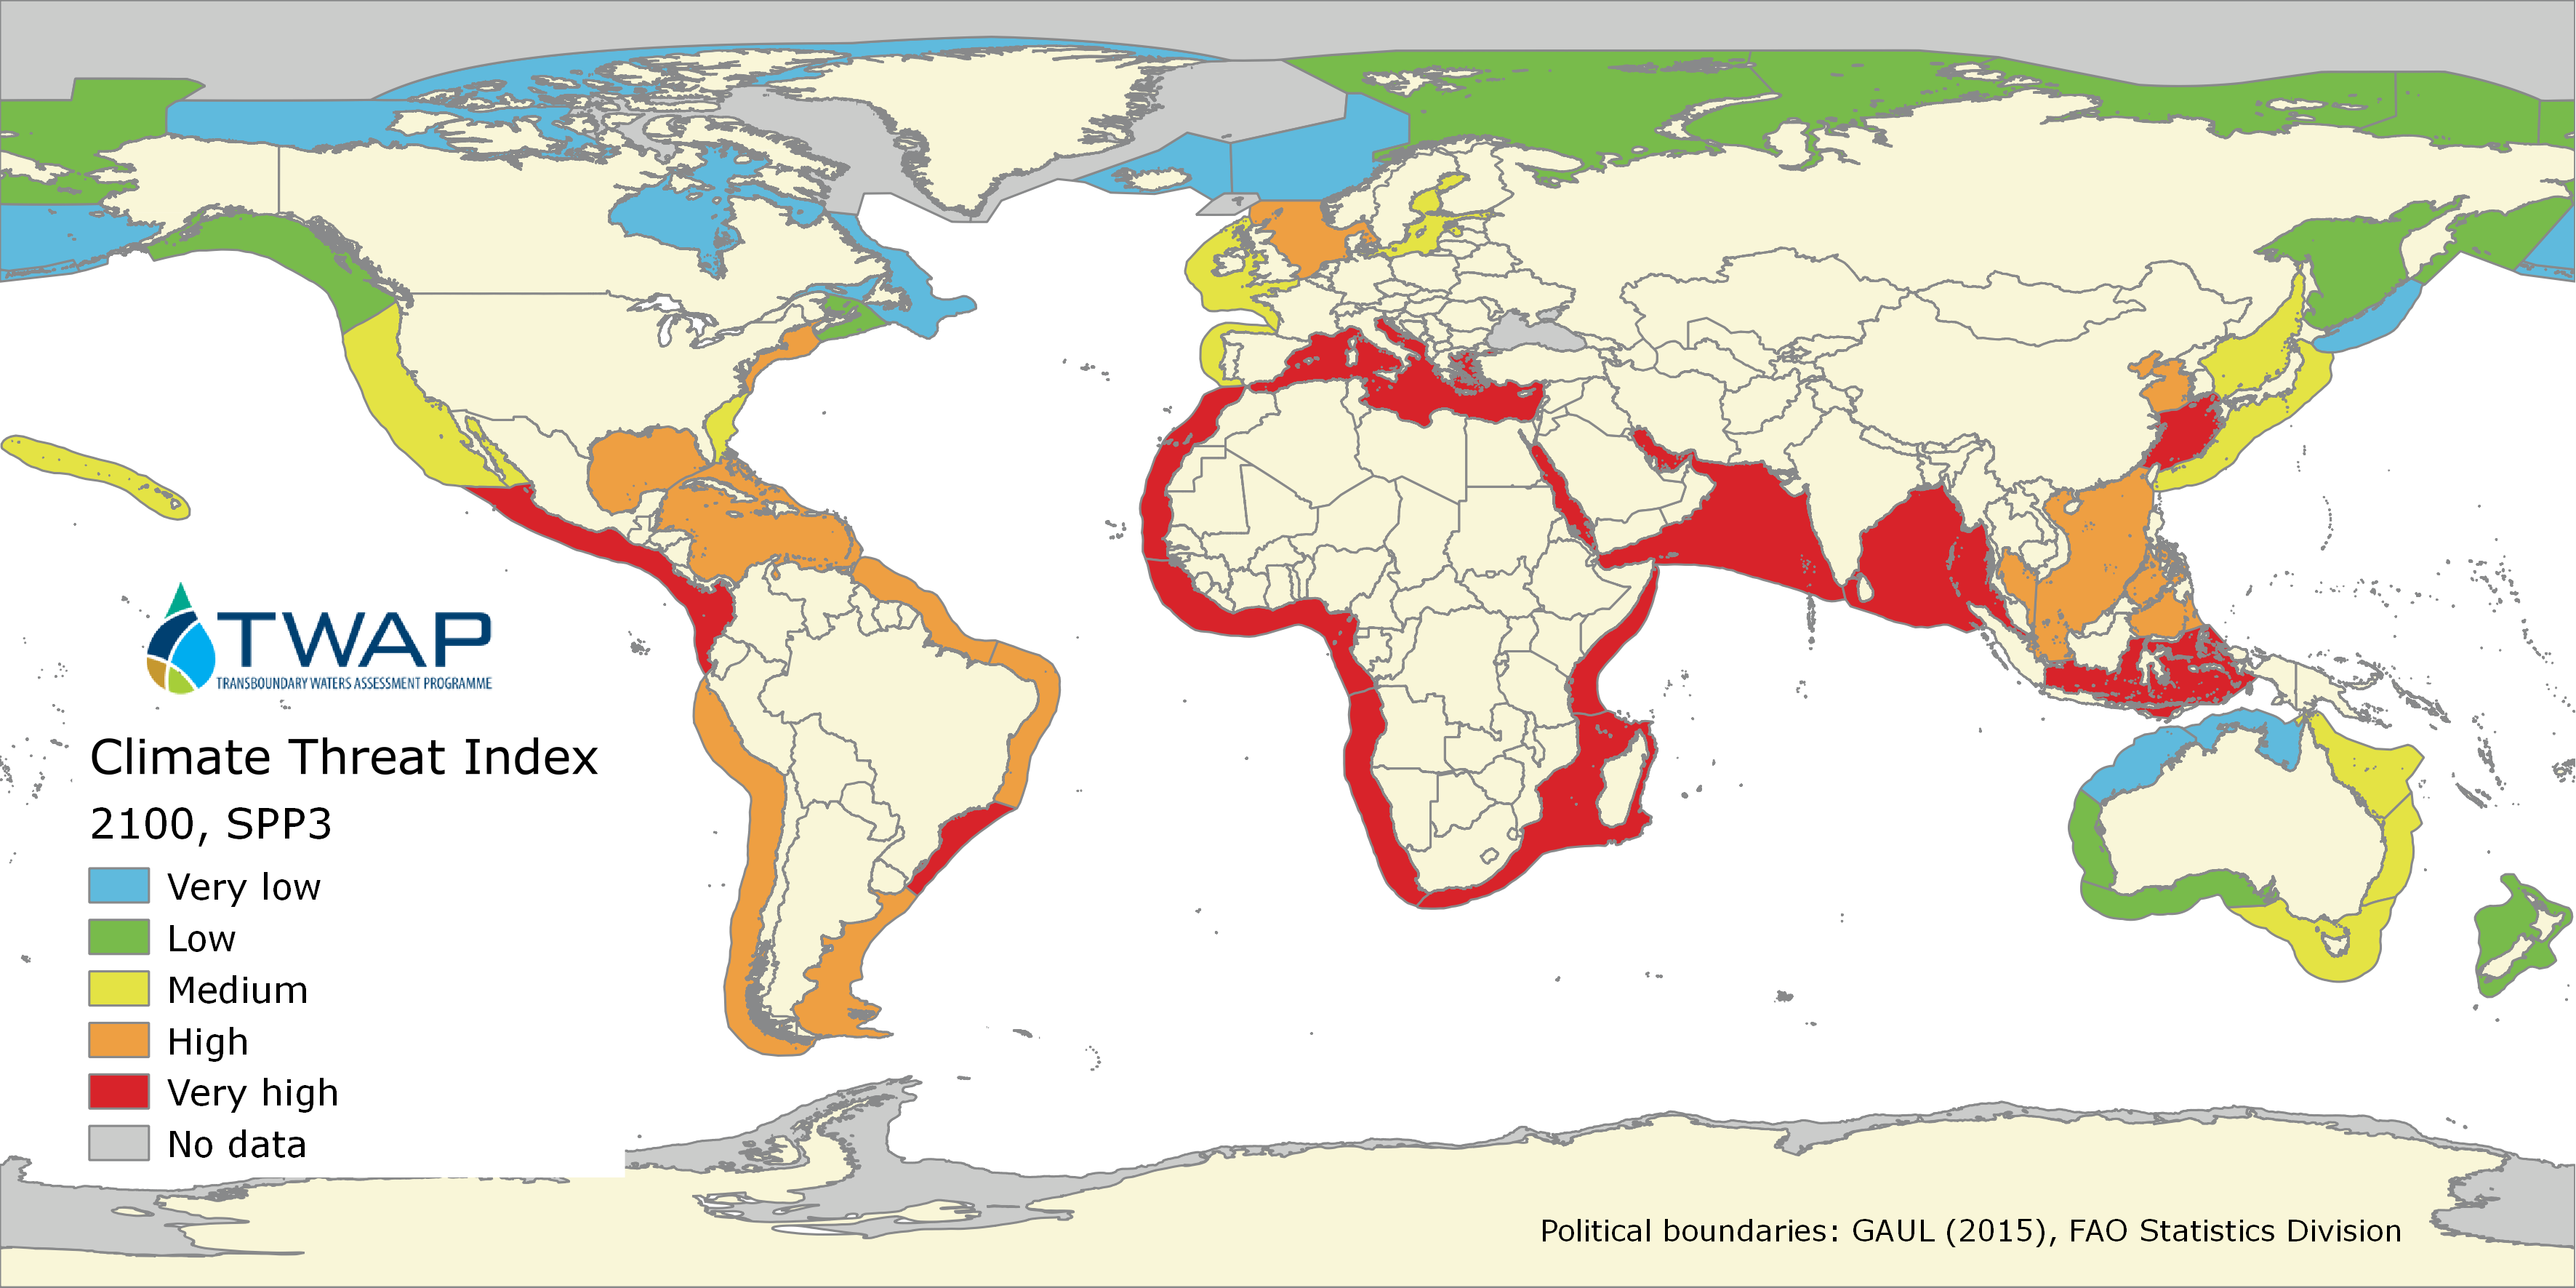 TWAP
TRANSBOUNDARY WATERS ASSESSMENT PROGRAMME
Climate Threat Index
2100, SPP3
Very low
Low
Medium
High
Very high
No data
Political boundaries: GAUL (2015), FAO Statistics Division